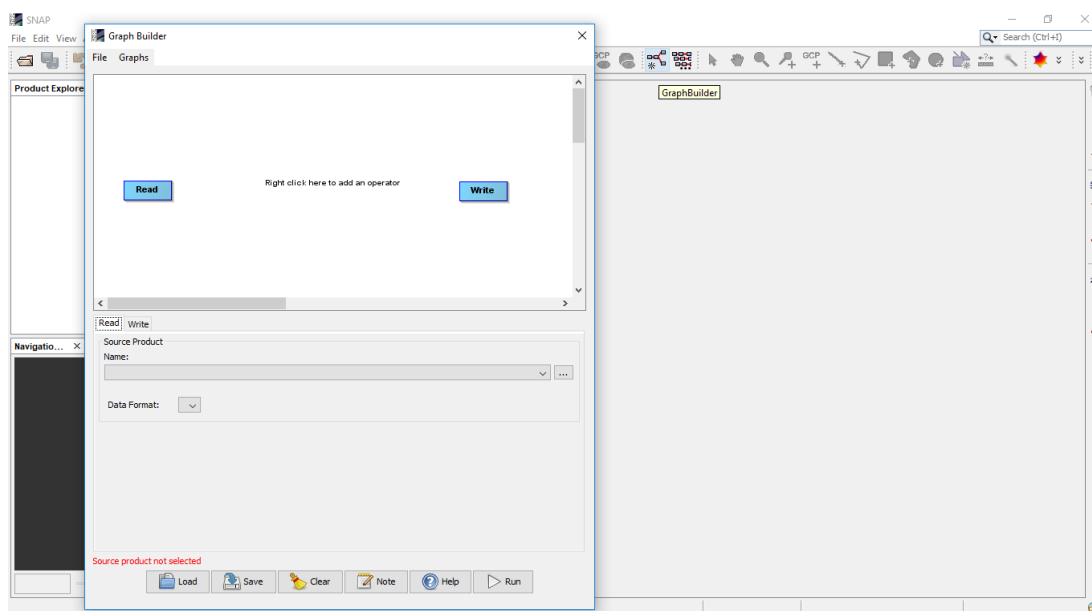 SNAP
File Edit View
Search (Ctrl+I)
Graph Builder
File Graphs
GCP
GraphBuilder
Product Explore
Read
Right click here to add an operator
Write
Read Write
Source Product
Name:
...
Data Format:
Navigatio...
Source product not selected
Load Save Clear Note Help Run